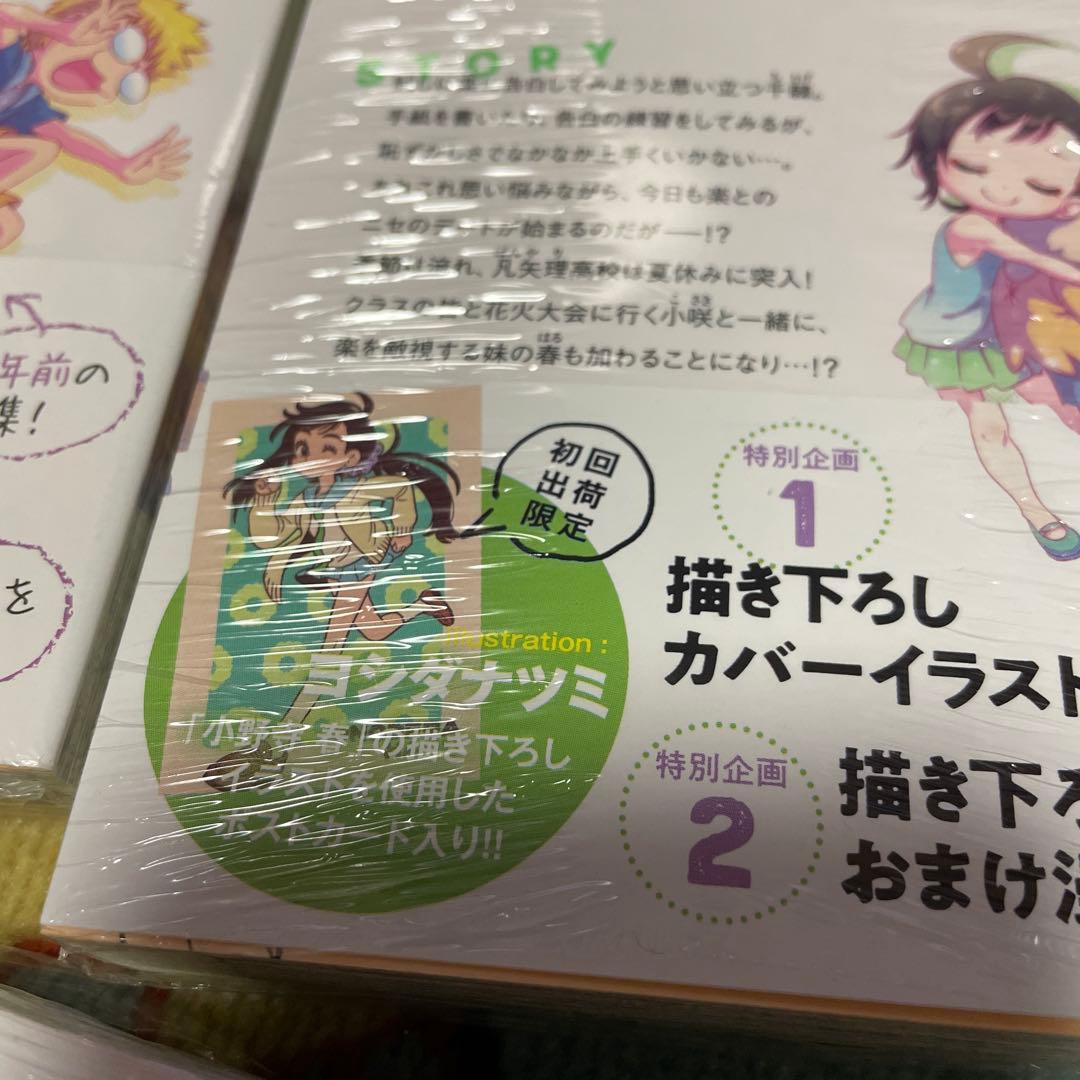 STORY
告白してみようと思い立つ千棘。
手紙を書いたり、告白の練習をしてみるが、
恥ずかしさでなかなか上手くいかない…。
あれこれ思い悩みながら、今日も楽との
ニセのデートが始まるのだが——!?
季節は流れ、凡矢理高校は夏休みに突入!
クラスの皆と花火大会に行く小咲と一緒に、
楽を敵視する妹の春も加わることになり…!?
年前の
集!
を
初回
出荷
限定
illustration:
ヨシダナツミ
「小野寺 春」の描き下ろし
イラストを使用した
ポストカード入り!!
特別企画
1
描き下ろし
カバーイラスト
特別企画
2
描き下ろ
おまけ